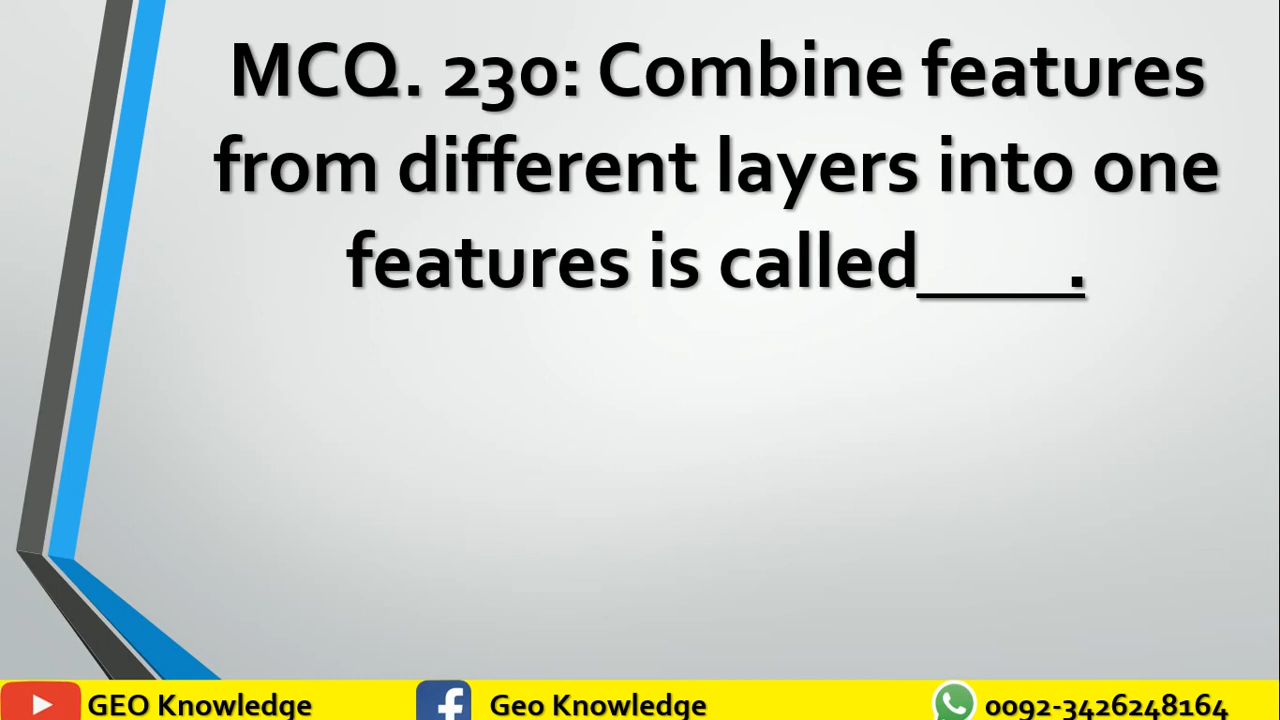 MCQ. 230: Combine features
from different layers into one
features is called____.
GEO Knowledge
Geo Knowledge
0092-3426248164